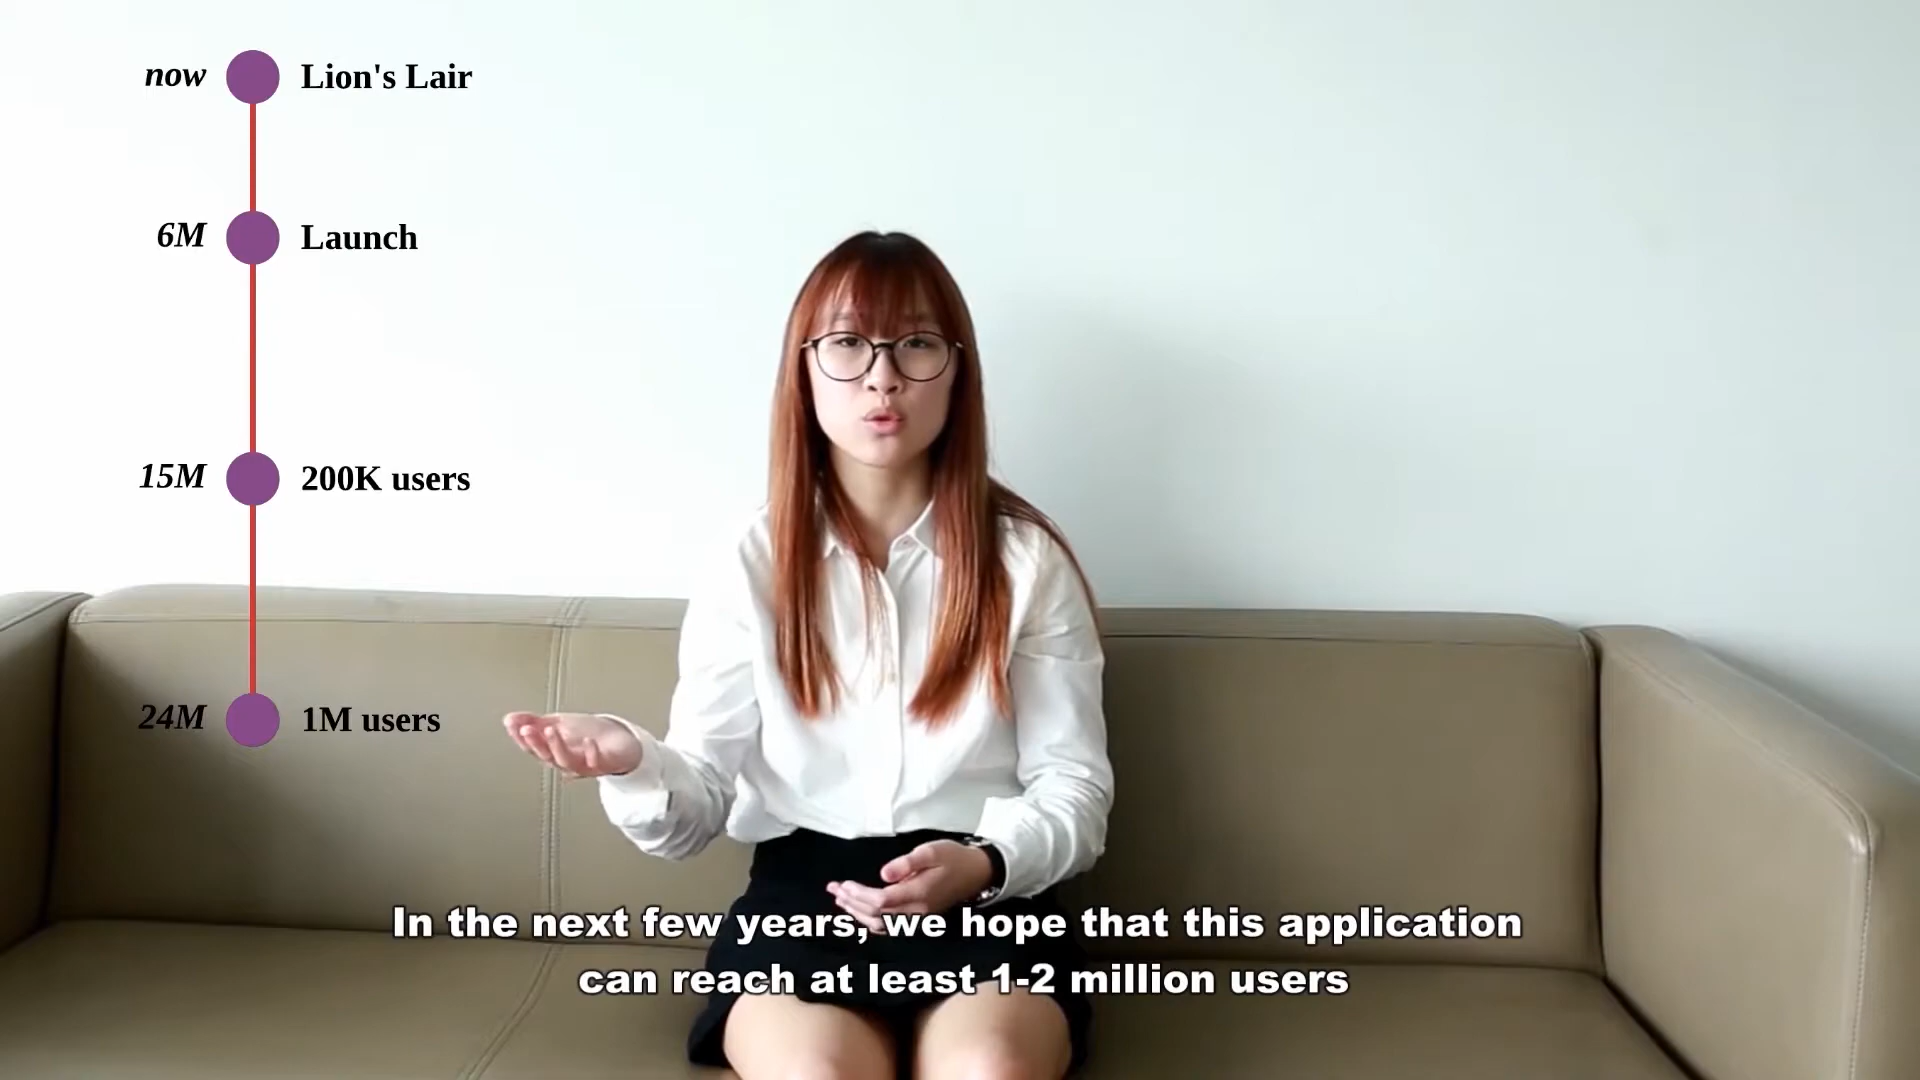 now Lion's Lair
6M Launch
15M 200K users
24M 1M users
In the next few years, we hope that this application
can reach at least 1-2 million users